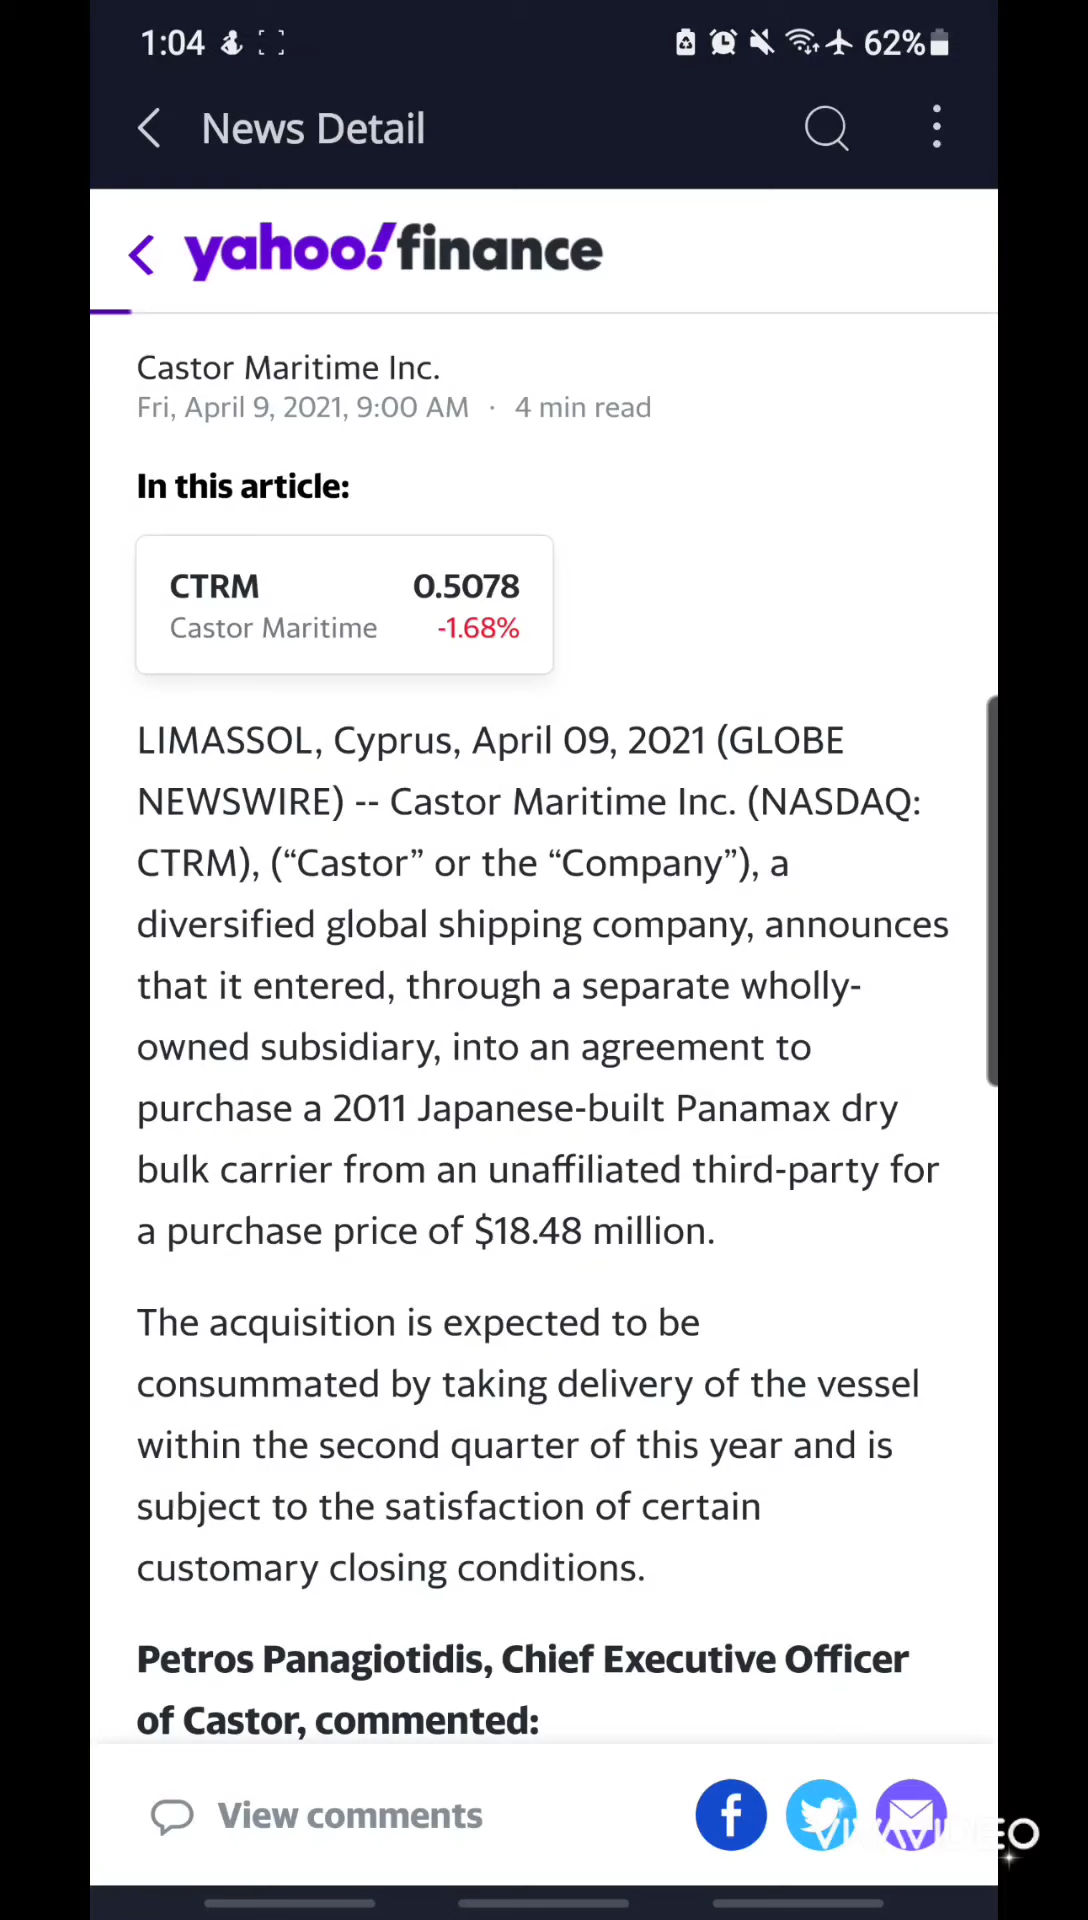 1:04 62%
News Detail
yahoo!finance
Castor Maritime Inc.
Fri, April 9, 2021, 9:00 AM · 4 min read
In this article:
CTRM 0.5078
Castor Maritime -1.68%
LIMASSOL, Cyprus, April 09, 2021 (GLOBE
NEWSWIRE) -- Castor Maritime Inc. (NASDAQ:
CTRM), (“Castor” or the “Company”), a
diversified global shipping company, announces
that it entered, through a separate wholly-
owned subsidiary, into an agreement to
purchase a 2011 Japanese-built Panamax dry
bulk carrier from an unaffiliated third-party for
a purchase price of $18.48 million.
The acquisition is expected to be
consummated by taking delivery of the vessel
within the second quarter of this year and is
subject to the satisfaction of certain
customary closing conditions.
Petros Panagiotidis, Chief Executive Officer
of Castor, commented:
View comments
VIVAVIDEO